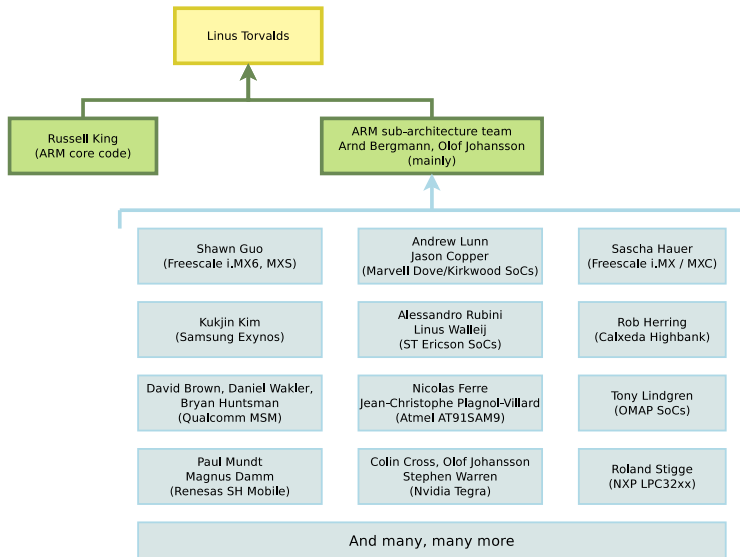 Linus Torvalds
Russell King
(ARM core code)
ARM sub-architecture team
Arnd Bergmann, Olof Johansson
(mainly)
Shawn Guo
(Freescale i.MX6, MXS)
Andrew Lunn
Jason Copper
(Marvell Dove/Kirkwood SoCs)
Sascha Hauer
(Freescale i.MX / MXC)
Kukjin Kim
(Samsung Exynos)
Alessandro Rubini
Linus Walleij
(ST Ericson SoCs)
Rob Herring
(Calxeda Highbank)
David Brown, Daniel Wakler,
Bryan Huntsman
(Qualcomm MSM)
Nicolas Ferre
Jean-Christophe Plagnol-Villard
(Atmel AT91SAM9)
Tony Lindgren
(OMAP SoCs)
Paul Mundt
Magnus Damm
(Renesas SH Mobile)
Colin Cross, Olof Johansson
Stephen Warren
(Nvidia Tegra)
Roland Stigge
(NXP LPC32xx)
And many, many more